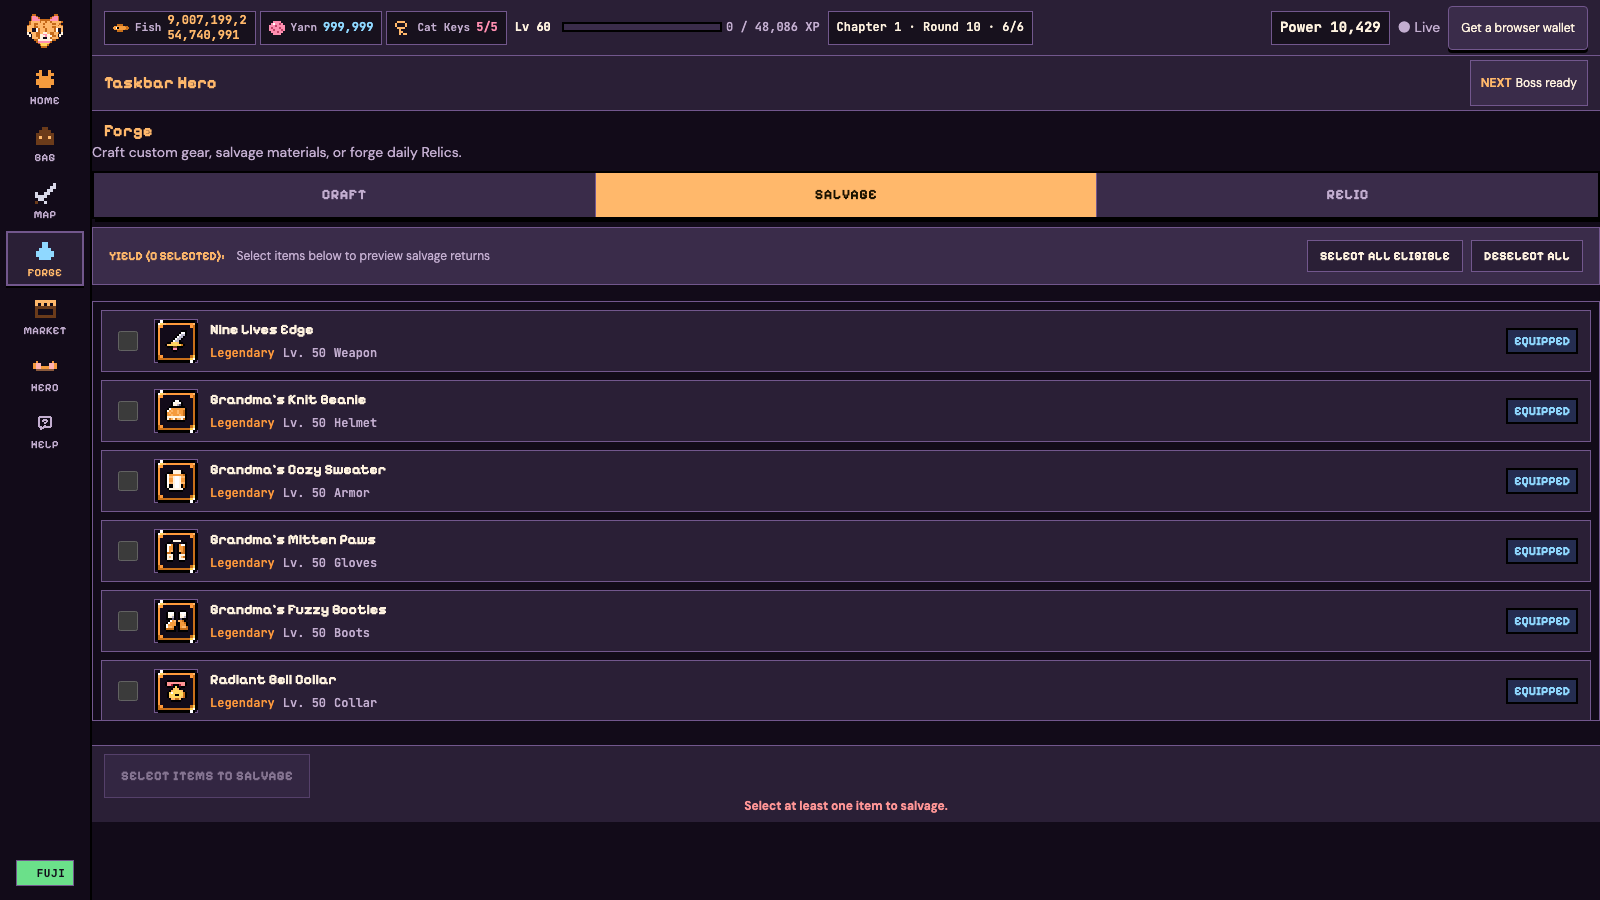 Fish 9,007,199,2
54,740,991
Yarn 999,999
Cat Keys 5/5
Lv 60
0 / 48,086 XP
Chapter 1 · Round 10 · 6/6
Power 10,429
Live
Get a browser wallet
HOME
BAG
MAP
FORGE
MARKET
HERO
HELP
FUJI
Taskbar Hero
NEXT Boss ready
Forge
Craft custom gear, salvage materials, or forge daily Relics.
CRAFT
SALVAGE
RELIC
YIELD (0 SELECTED):
Select items below to preview salvage returns
SELECT ALL ELIGIBLE
DESELECT ALL
Nine Lives Edge
Legendary Lv. 50 Weapon
EQUIPPED
Grandma's Knit Beanie
Legendary Lv. 50 Helmet
EQUIPPED
Grandma's Cozy Sweater
Legendary Lv. 50 Armor
EQUIPPED
Grandma's Mitten Paws
Legendary Lv. 50 Gloves
EQUIPPED
Grandma's Fuzzy Booties
Legendary Lv. 50 Boots
EQUIPPED
Radiant Bell Collar
Legendary Lv. 50 Collar
EQUIPPED
SELECT ITEMS TO SALVAGE
Select at least one item to salvage.